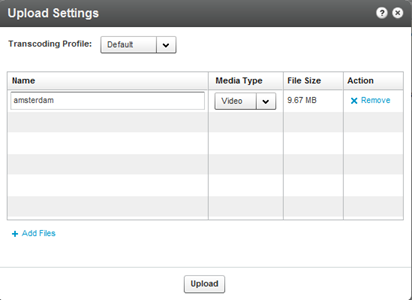 Upload Settings ?
Transcoding Profile: Default
Name Media Type File Size Action
amsterdam Video 9.67 MB Remove
+ Add Files
Upload